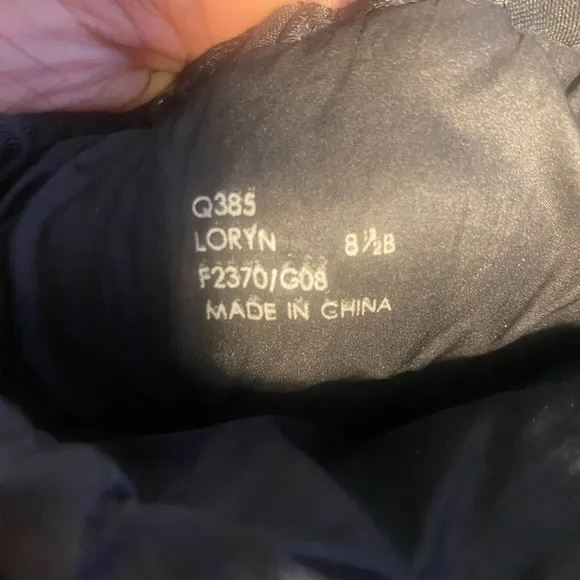 Q385
LORYN 8½B
F2370/G08
MADE IN CHINA